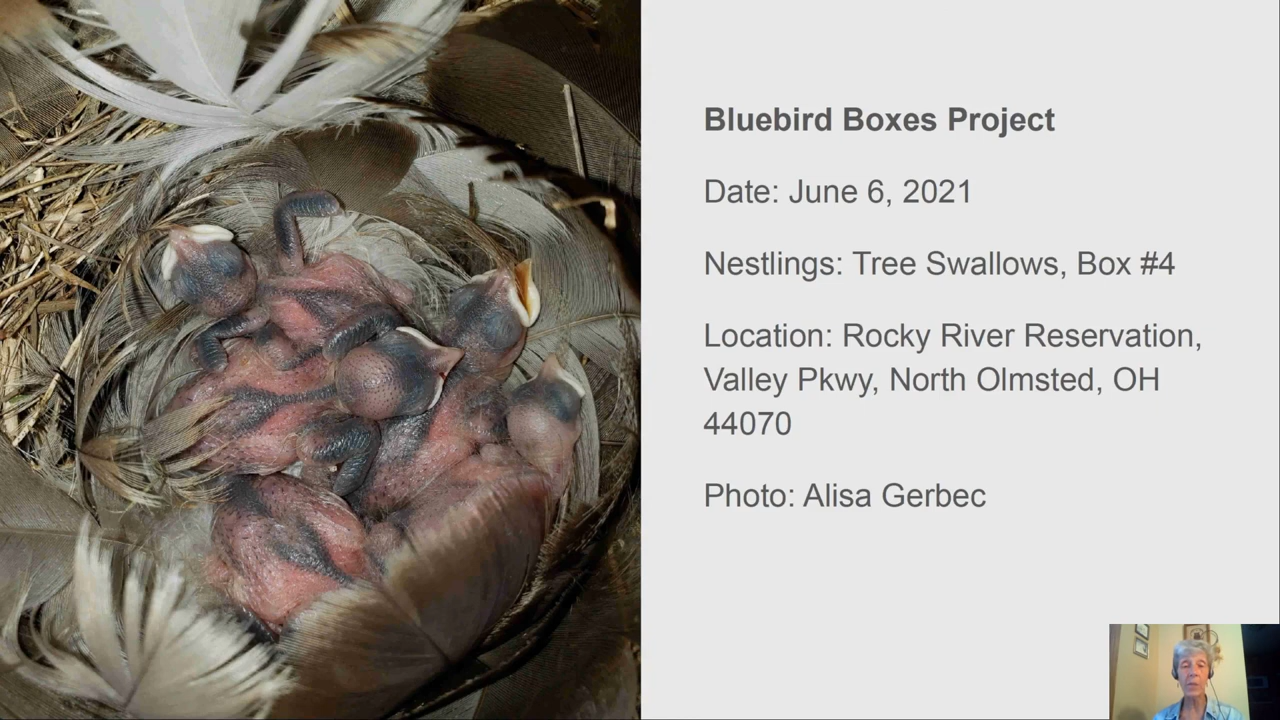 Bluebird Boxes Project
Date: June 6, 2021
Nestlings: Tree Swallows, Box #4
Location: Rocky River Reservation,
Valley Pkwy, North Olmsted, OH
44070
Photo: Alisa Gerbec